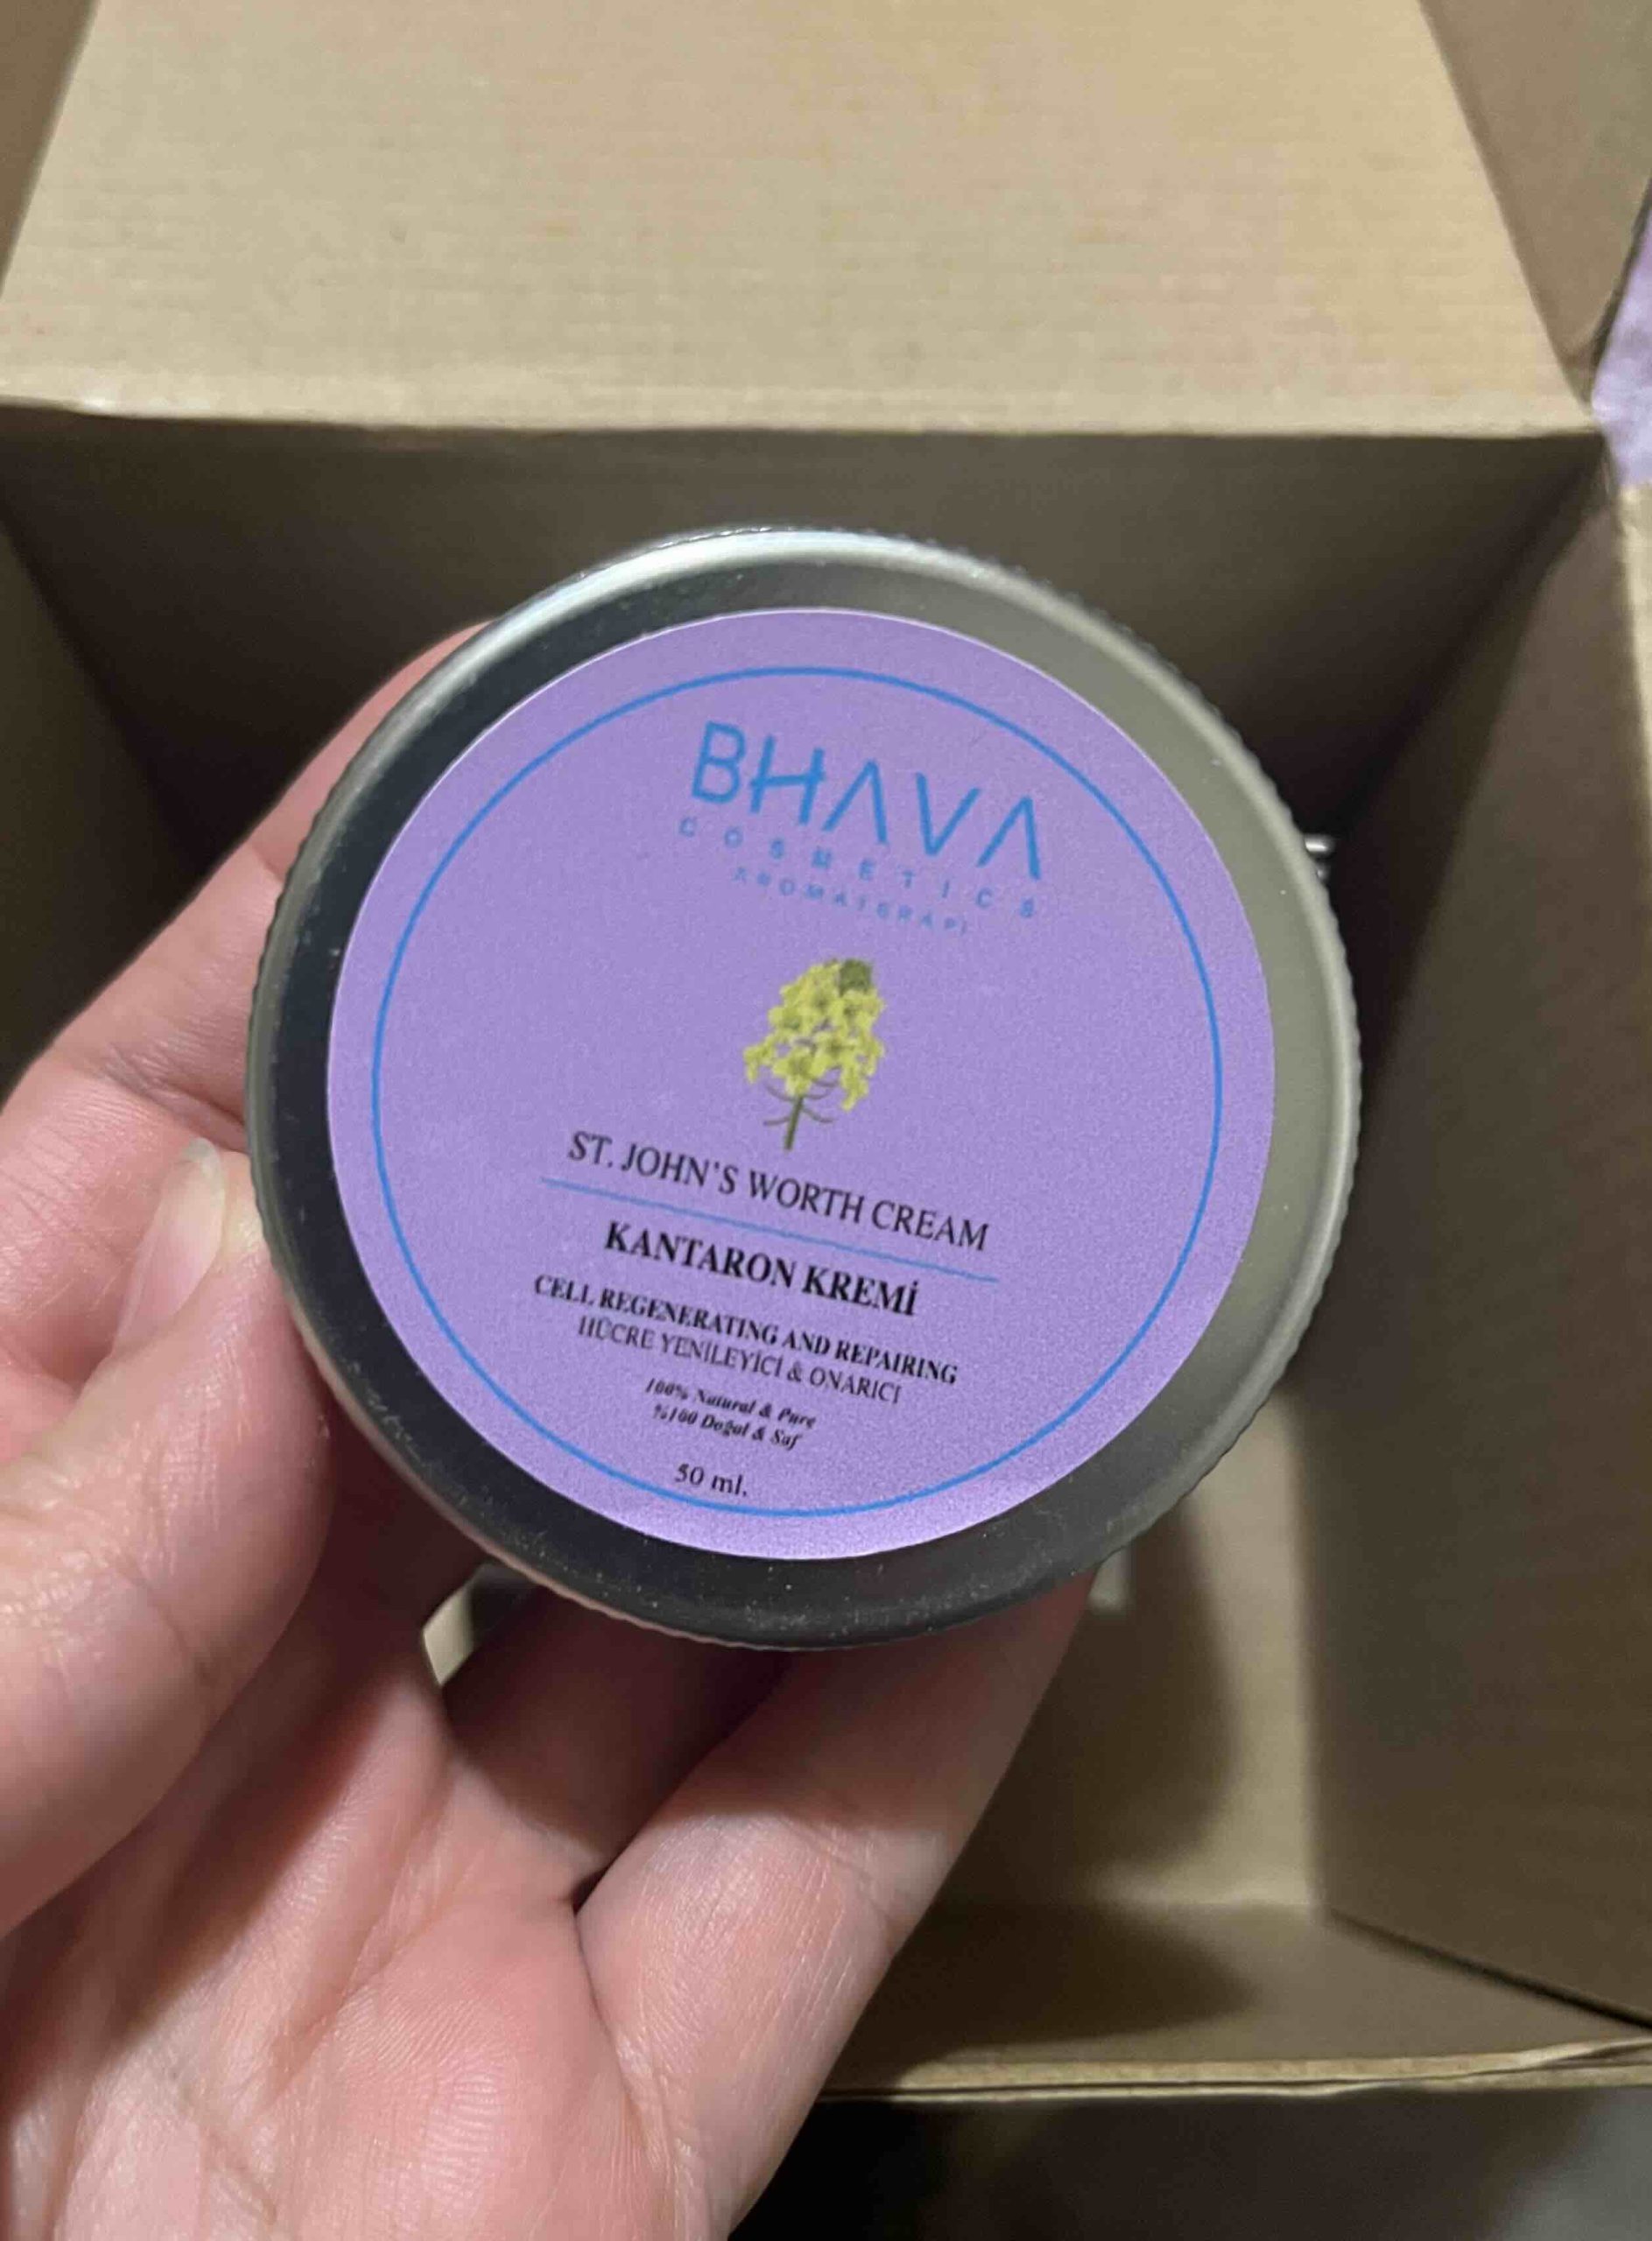 BHAVA
COSMETICS
AROMATERAPİ
ST. JOHN'S WORTH CREAM
KANTARON KREMİ
CELL REGENERATING AND REPAIRING
HÜCRE YENİLEYİCİ & ONARICI
100% Natural & Pure
%100 Doğal & Saf
50 ml.